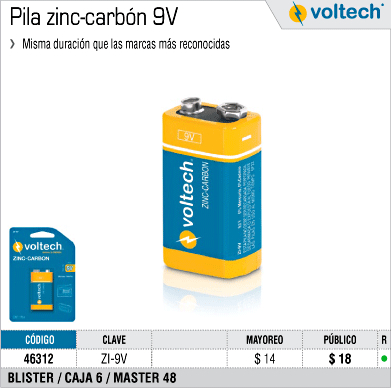 Pila zinc-carbón 9V
voltech®
❯ Misma duración que las marcas más reconocidas
9V
voltech®
ZINC-CARBON
voltech
ZINC-CARBON
CÓDIGO CLAVE MAYOREO PÚBLICO R
46312 ZI-9V $ 14 $ 18 ●
BLISTER / CAJA 6 / MASTER 48